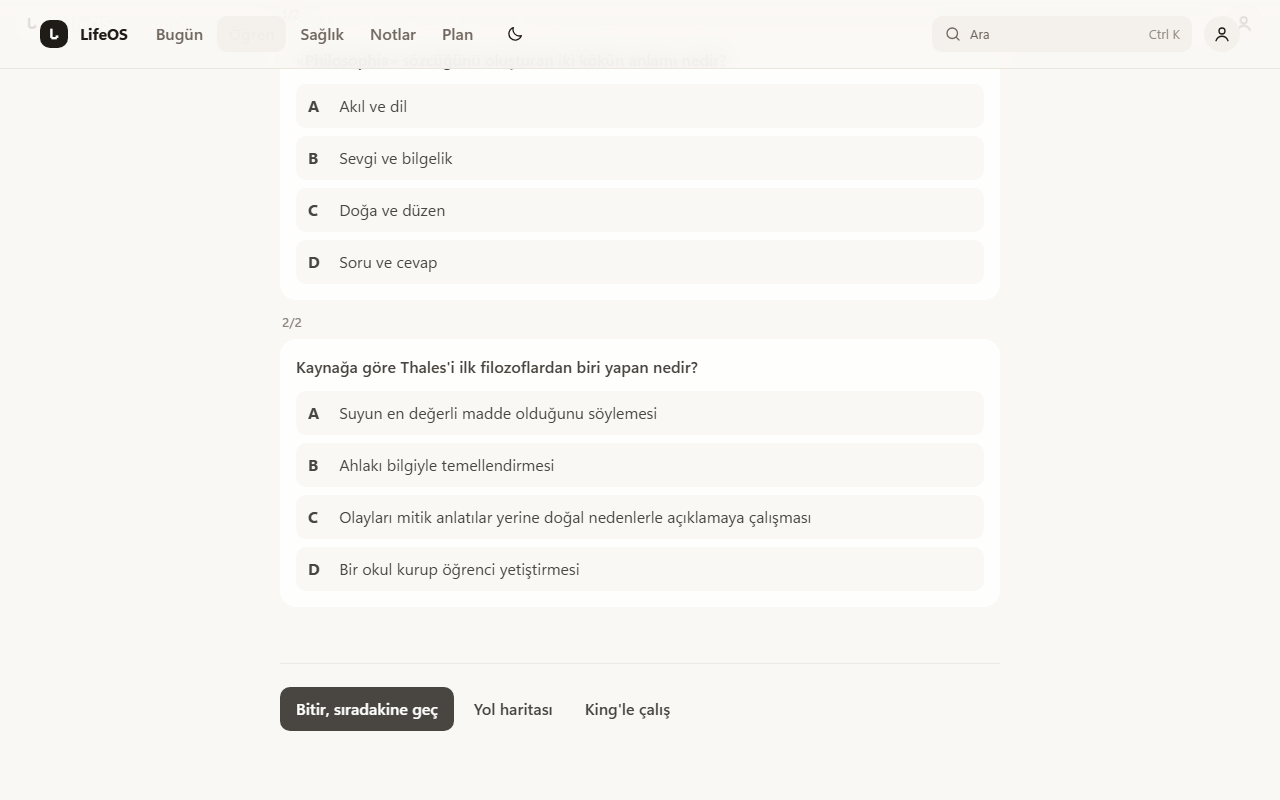 LifeOS
Bugün
Öğren
Sağlık
Notlar
Plan
Ara
Ctrl K
A Akıl ve dil
B Sevgi ve bilgelik
C Doğa ve düzen
D Soru ve cevap
2/2
Kaynağa göre Thales'i ilk filozoflardan biri yapan nedir?
A Suyun en değerli madde olduğunu söylemesi
B Ahlakı bilgiyle temellendirmesi
C Olayları mitik anlatılar yerine doğal nedenlerle açıklamaya çalışması
D Bir okul kurup öğrenci yetiştirmesi
Bitir, sıradakine geç
Yol haritası
King'le çalış